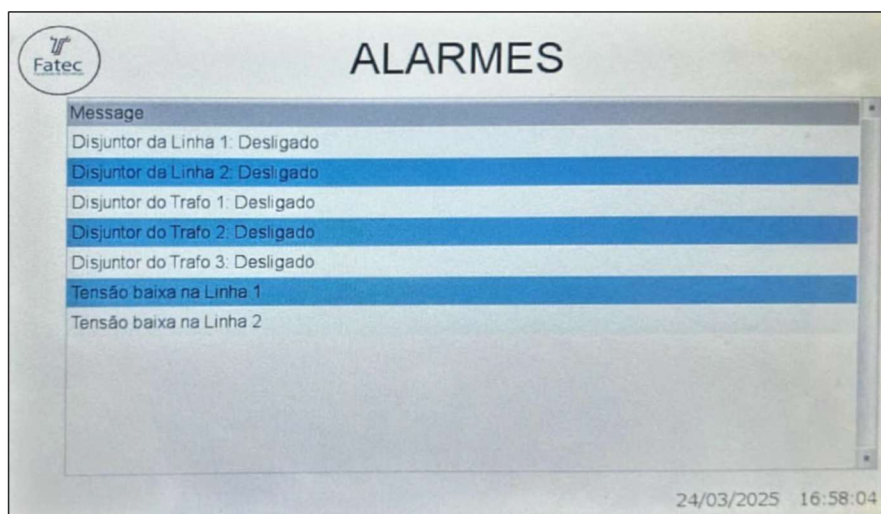 Fatec
ALARMES
Message
Disjuntor da Linha 1: Desligado
Disjuntor da Linha 2: Desligado
Disjuntor do Trafo 1: Desligado
Disjuntor do Trafo 2: Desligado
Disjuntor do Trafo 3: Desligado
Tensão baixa na Linha 1
Tensão baixa na Linha 2
24/03/2025 16:58:04